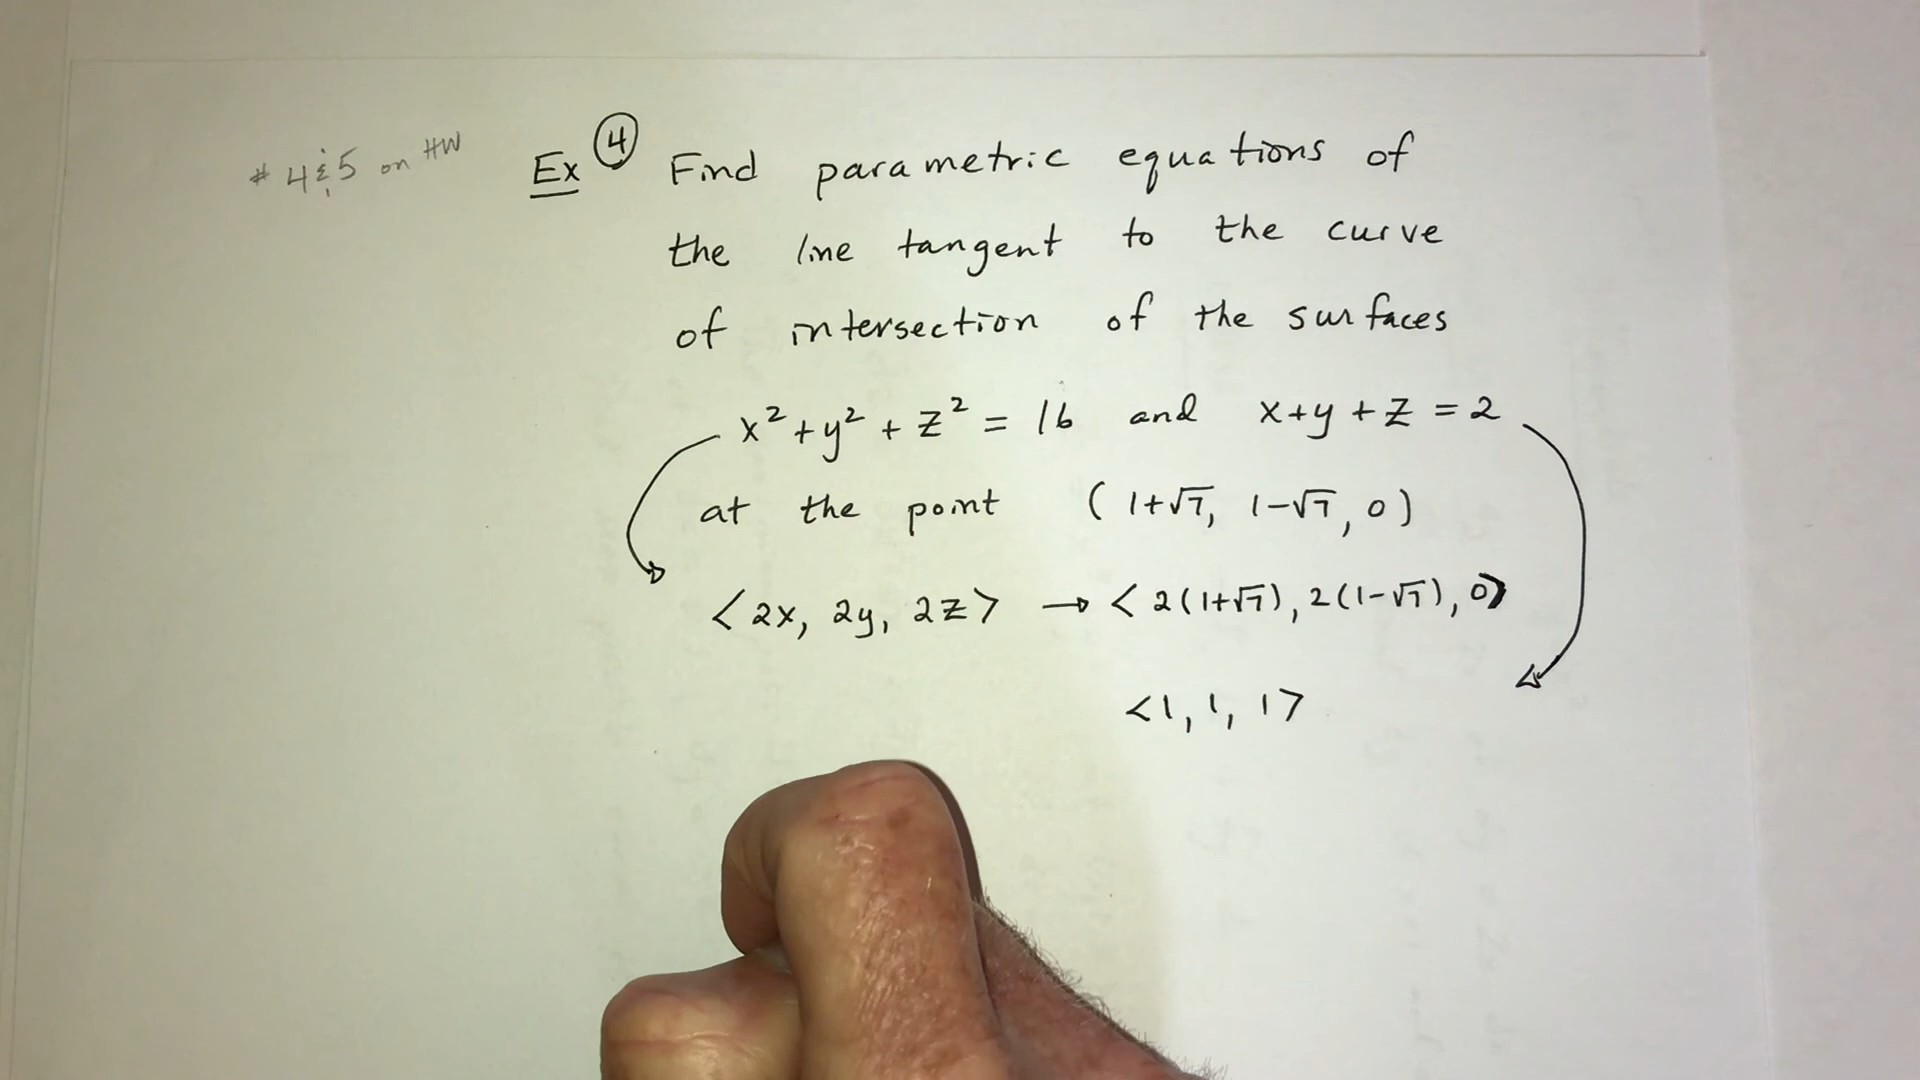 # 4 & 5 on HW
Ex ④ Find parametric equations of
the line tangent to the curve
of intersection of the surfaces
x² + y² + z² = 16 and x + y + z = 2
at the point (1+√7, 1-√7, 0)
<2x, 2y, 2z> → <2(1+√7), 2(1-√7), 0>
<1, 1, 1>